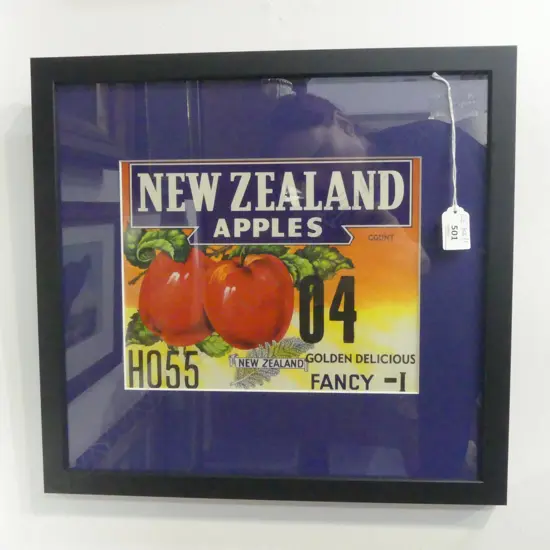 NEW ZEALAND
APPLES
COUNT
04
NEW ZEALAND
GOLDEN DELICIOUS
HO55
FANCY -I
501